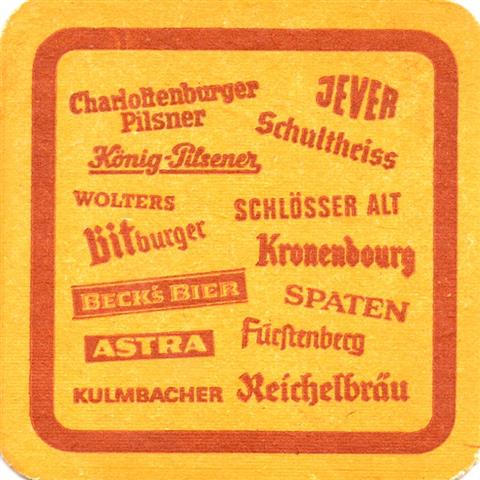 Charlottenburger
Pilsner
JEVER
Schultheiss
König-Pilsener
WOLTERS
SCHLÖSSER ALT
Bitburger
Kronenbourg
BECK'S BIER
SPATEN
ASTRA
Fürstenberg
KULMBACHER
Reichelbräu